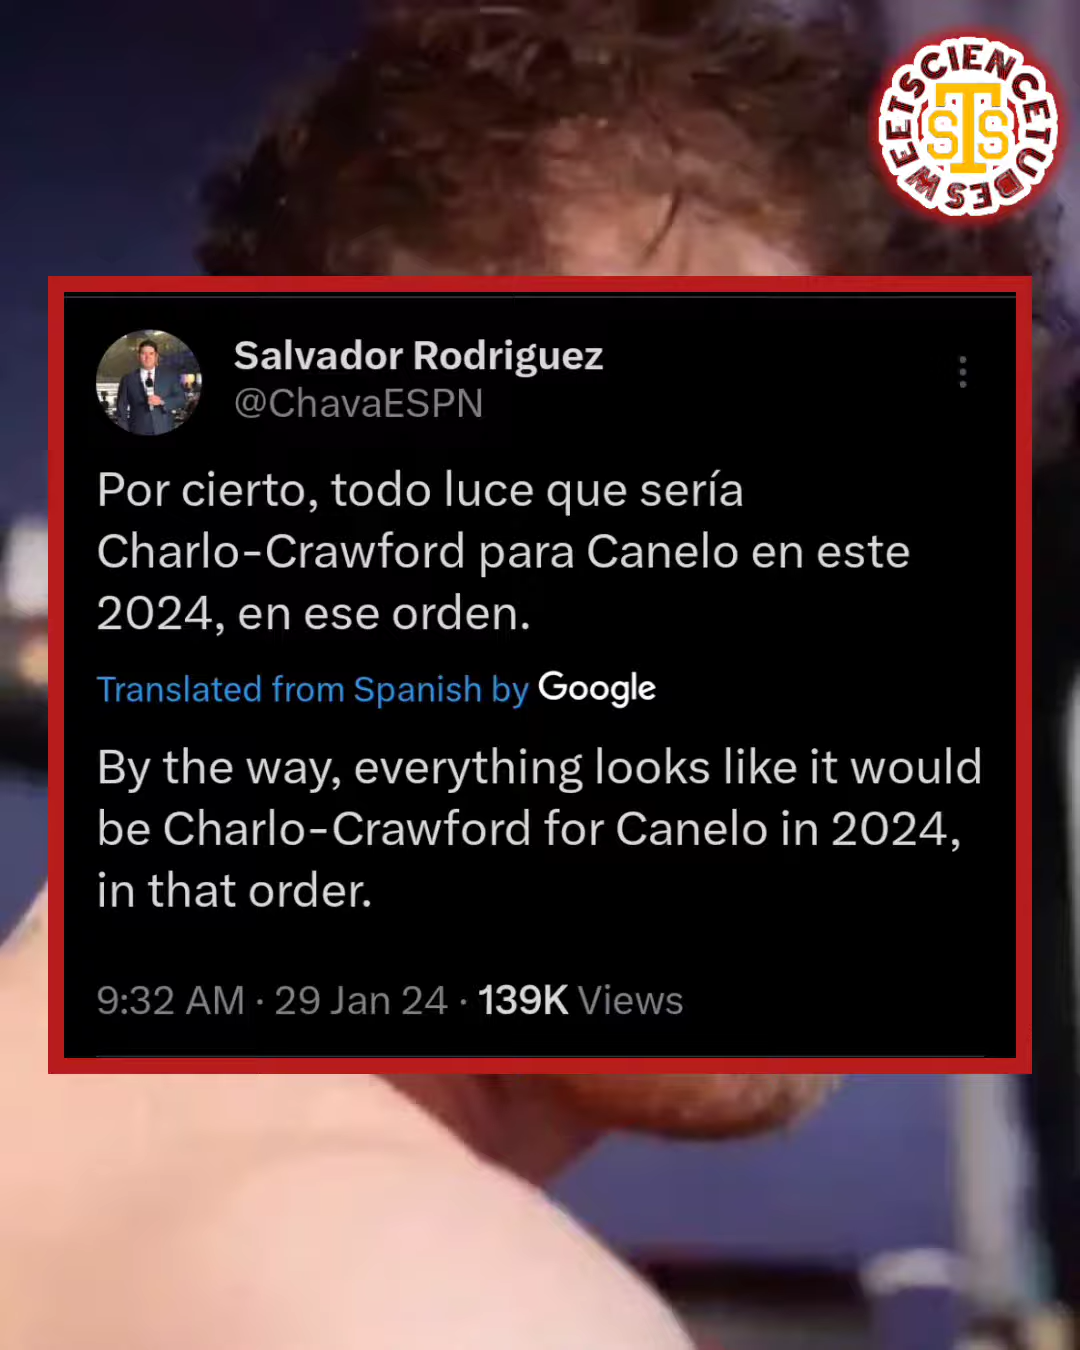 SWEETSCIENCETUDES
STS
Salvador Rodriguez
@ChavaESPN
Por cierto, todo luce que sería
Charlo-Crawford para Canelo en este
2024, en ese orden.
Translated from Spanish by Google
By the way, everything looks like it would
be Charlo-Crawford for Canelo in 2024,
in that order.
9:32 AM · 29 Jan 24 · 139K Views